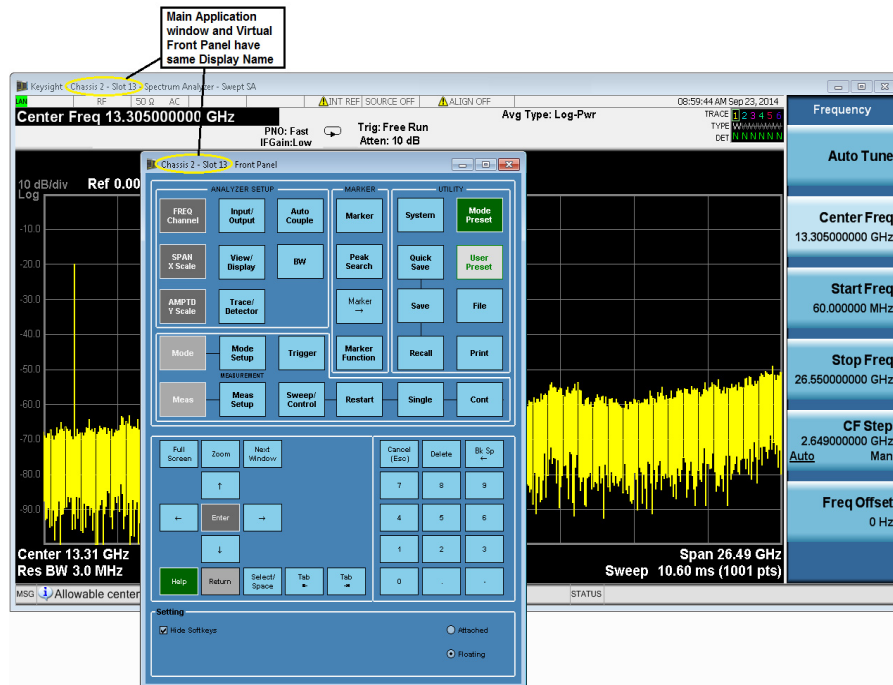 Main Application
window and Virtual
Front Panel have
same Display Name
Keysight Chassis 2 - Slot 13 - Spectrum Analyzer - Swept SA
LAN
RF
50 Ω AC
INT REF
SOURCE OFF
ALIGN OFF
08:59:44 AM Sep 23, 2014
Center Freq 13.305000000 GHz
PNO: Fast
IFGain:Low
Trig: Free Run
Atten: 10 dB
Avg Type: Log-Pwr
TRACE 1 2 3 4 5 6
TYPE
DET N N N N N N
10 dB/div
Log
Ref 0.00
-10.0
-20.0
-30.0
-40.0
-50.0
-60.0
-70.0
-80.0
-90.0
Center 13.31 GHz
Res BW 3.0 MHz
Span 26.49 GHz
Sweep 10.60 ms (1001 pts)
MSG
Allowable center
STATUS
Frequency
Auto Tune
Center Freq
13.305000000 GHz
Start Freq
60.000000 MHz
Stop Freq
26.550000000 GHz
CF Step
2.649000000 GHz
Auto Man
Freq Offset
0 Hz
Chassis 2 - Slot 13 Front Panel
ANALYZER SETUP
MARKER
UTILITY
FREQ
Channel
Input/
Output
Auto
Couple
Marker
System
Mode
Preset
SPAN
X Scale
View/
Display
BW
Peak
Search
Quick
Save
User
Preset
AMPTD
Y Scale
Trace/
Detector
Marker
→
Save
File
Mode
Mode
Setup
Trigger
Marker
Function
Recall
Print
MEASUREMENT
Meas
Meas
Setup
Sweep/
Control
Restart
Single
Cont
Full
Screen
Zoom
Next
Window
Cancel
(Esc)
Delete
Bk Sp
←
↑
7
8
9
←
Enter
→
4
5
6
↓
1
2
3
Help
Return
Select/
Space
Tab
Tab
0
.
-
Setting
Hide Softkeys
Attached
Floating